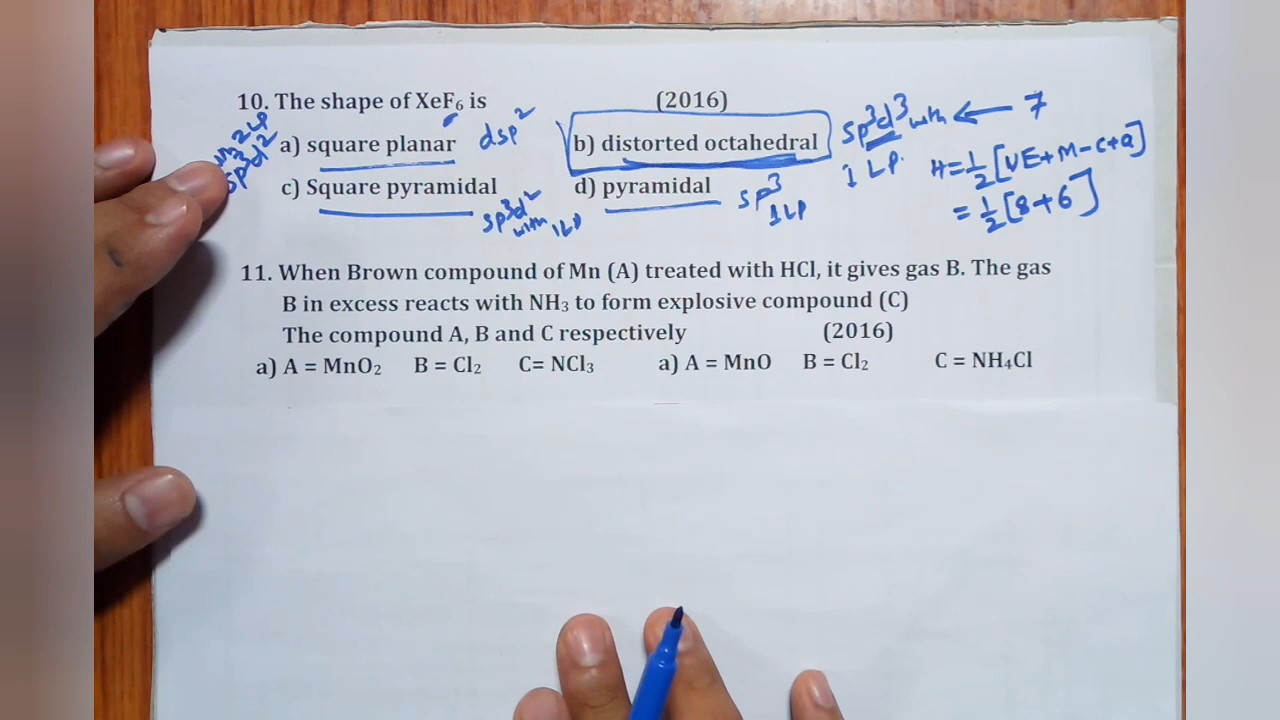 10. The shape of XeF₆ is (2016)
a) square planar dsp² b) distorted octahedral sp³d³ with ← 7
1 LP.
c) Square pyramidal sp³d² with 1LP d) pyramidal sp³ 1LP
2LP
sp³d²
H=½[VE+M-C+a]
=½[8+6]
11. When Brown compound of Mn (A) treated with HCl, it gives gas B. The gas
B in excess reacts with NH₃ to form explosive compound (C)
The compound A, B and C respectively (2016)
a) A = MnO₂ B = Cl₂ C= NCl₃ a) A = MnO B = Cl₂ C = NH₄Cl